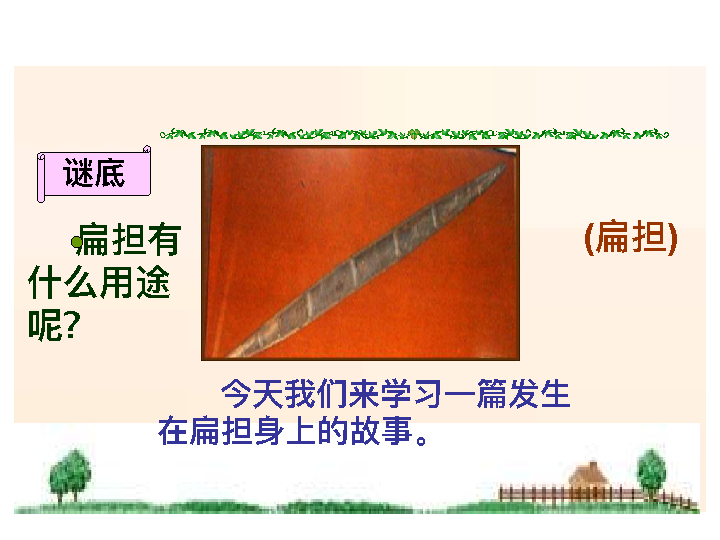 谜底
扁担有
什么用途
呢?
(扁担)
今天我们来学习一篇发生
在扁担身上的故事。